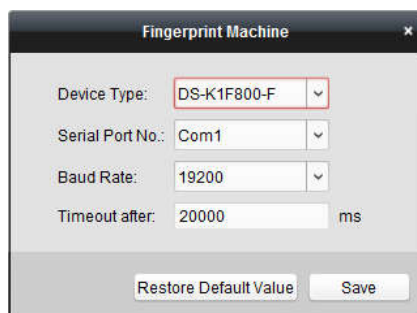 Fingerprint Machine ×
Device Type: DS-K1F800-F
Serial Port No.: Com1
Baud Rate: 19200
Timeout after: 20000 ms
Restore Default Value Save